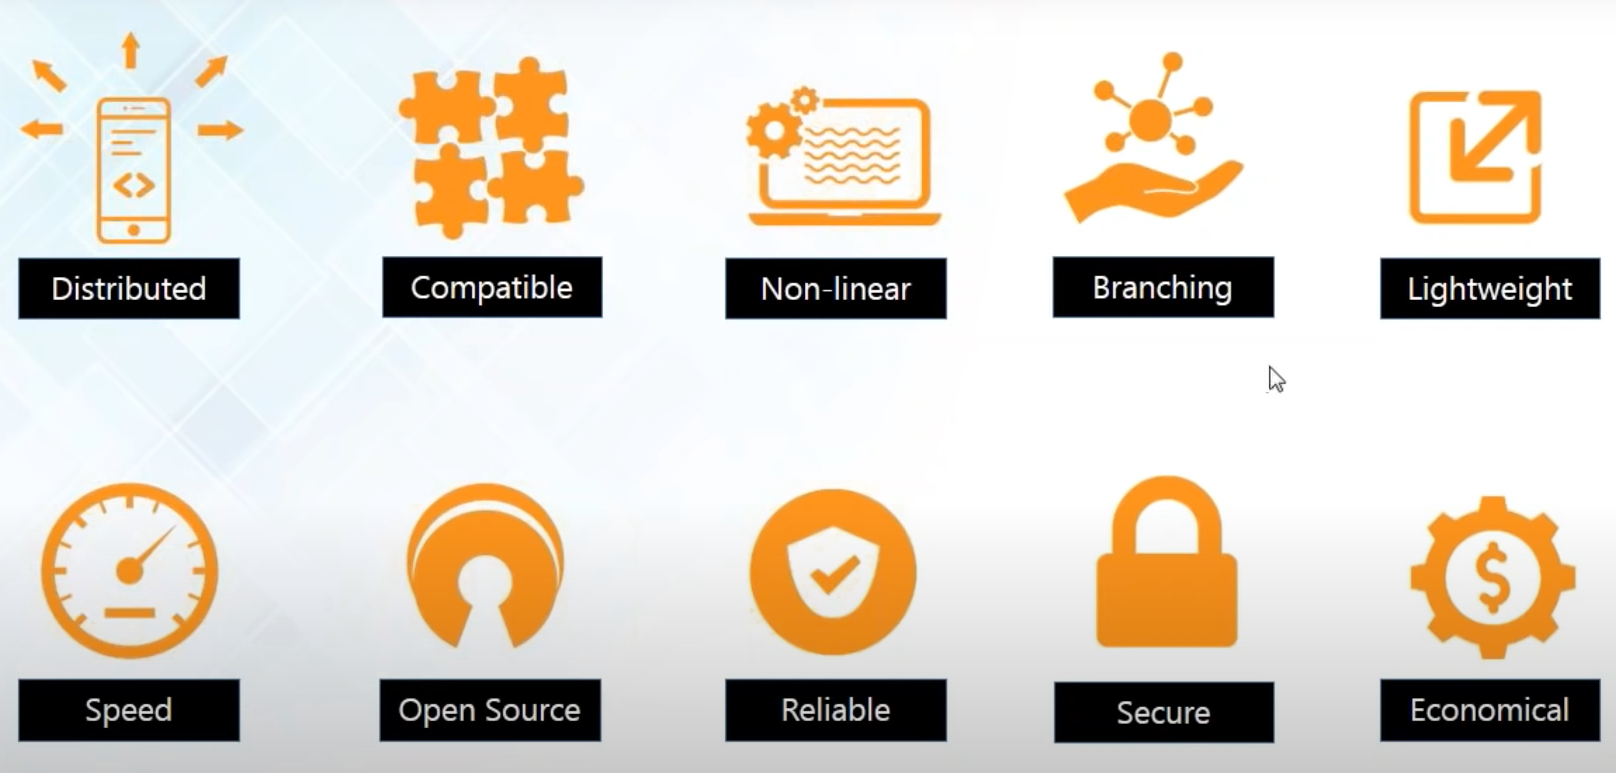 Distributed
Compatible
Non-linear
Branching
Lightweight
Speed
Open Source
Reliable
Secure
Economical